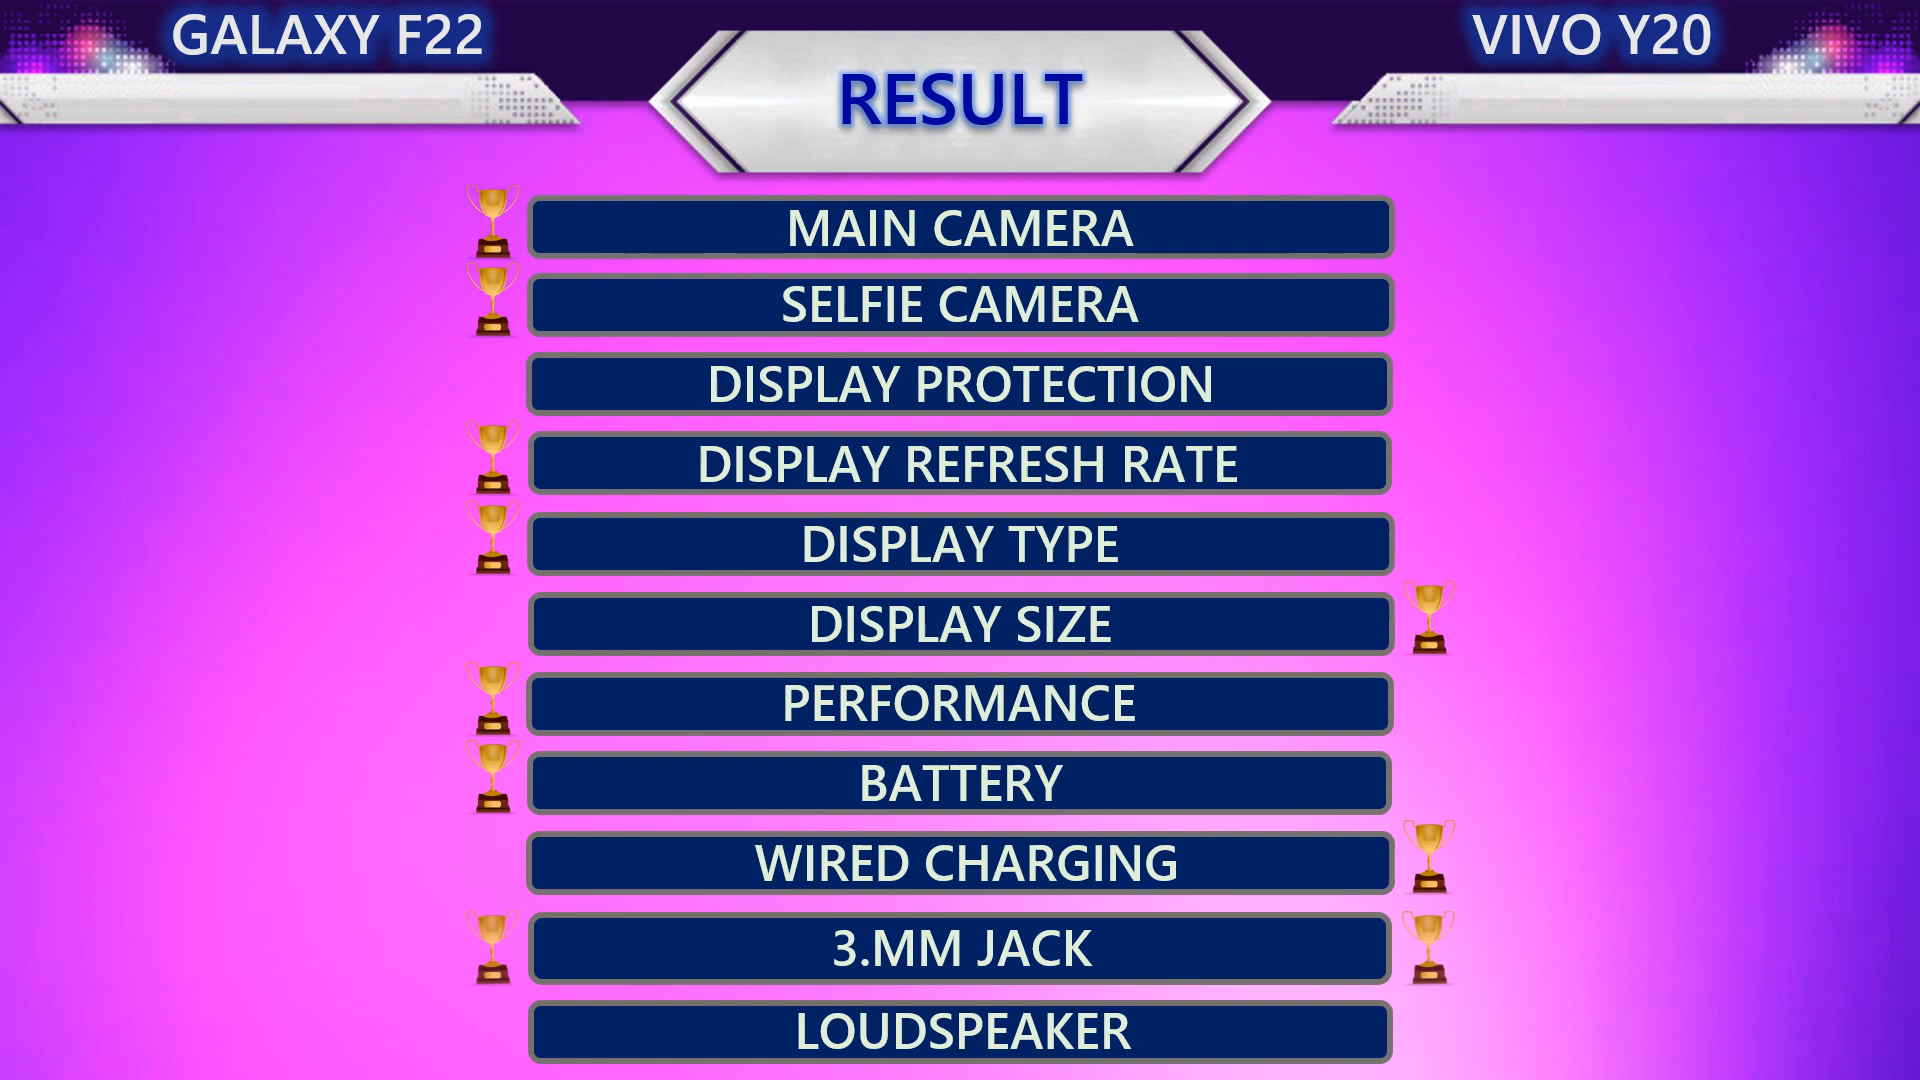 GALAXY F22
VIVO Y20
RESULT
MAIN CAMERA
SELFIE CAMERA
DISPLAY PROTECTION
DISPLAY REFRESH RATE
DISPLAY TYPE
DISPLAY SIZE
PERFORMANCE
BATTERY
WIRED CHARGING
3.MM JACK
LOUDSPEAKER